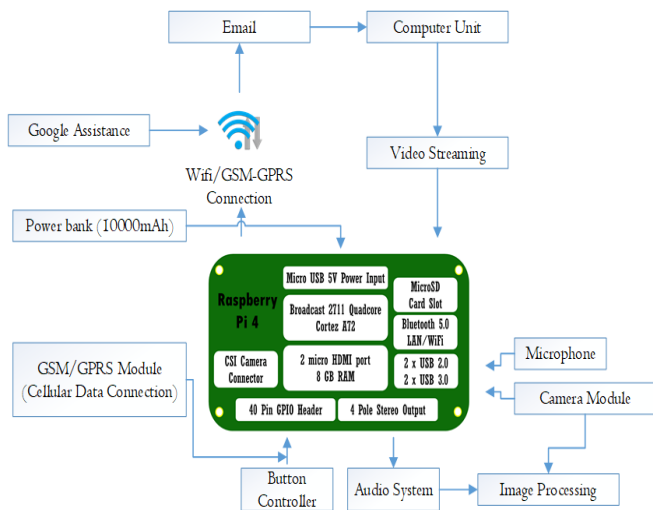 Email
Computer Unit
Google Assistance
Video Streaming
Wifi/GSM-GPRS
Connection
Power bank (10000mAh)
Raspberry
Pi 4
Micro USB 5V Power Input
MicroSD
Card Slot
Broadcast 2711 Quadcore
Cortez A72
Bluetooth 5.0
LAN/WiFi
CSI Camera
Connector
2 micro HDMI port
8 GB RAM
2 x USB 2.0
2 x USB 3.0
40 Pin GPIO Header
4 Pole Stereo Output
GSM/GPRS Module
(Cellular Data Connection)
Microphone
Camera Module
Button
Controller
Audio System
Image Processing